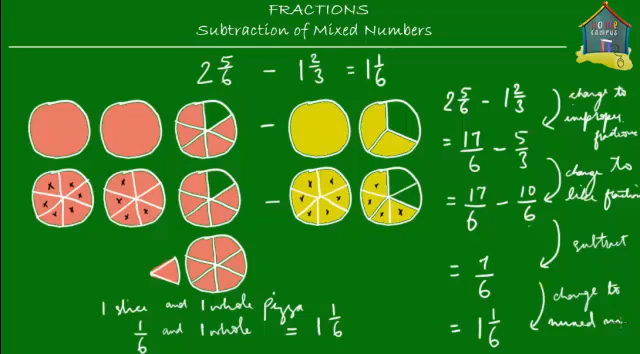 FRACTIONS
Subtraction of Mixed Numbers
Home campus
2 5/6 - 1 2/3 = 1 1/6
2 5/6 - 1 2/3
change to improper fractions
= 17/6 - 5/3
change to like fractions
= 17/6 - 10/6
subtract
= 7/6
change to mixed
= 1 1/6
1 slice and 1 whole pizza
1/6 and 1 whole = 1 1/6